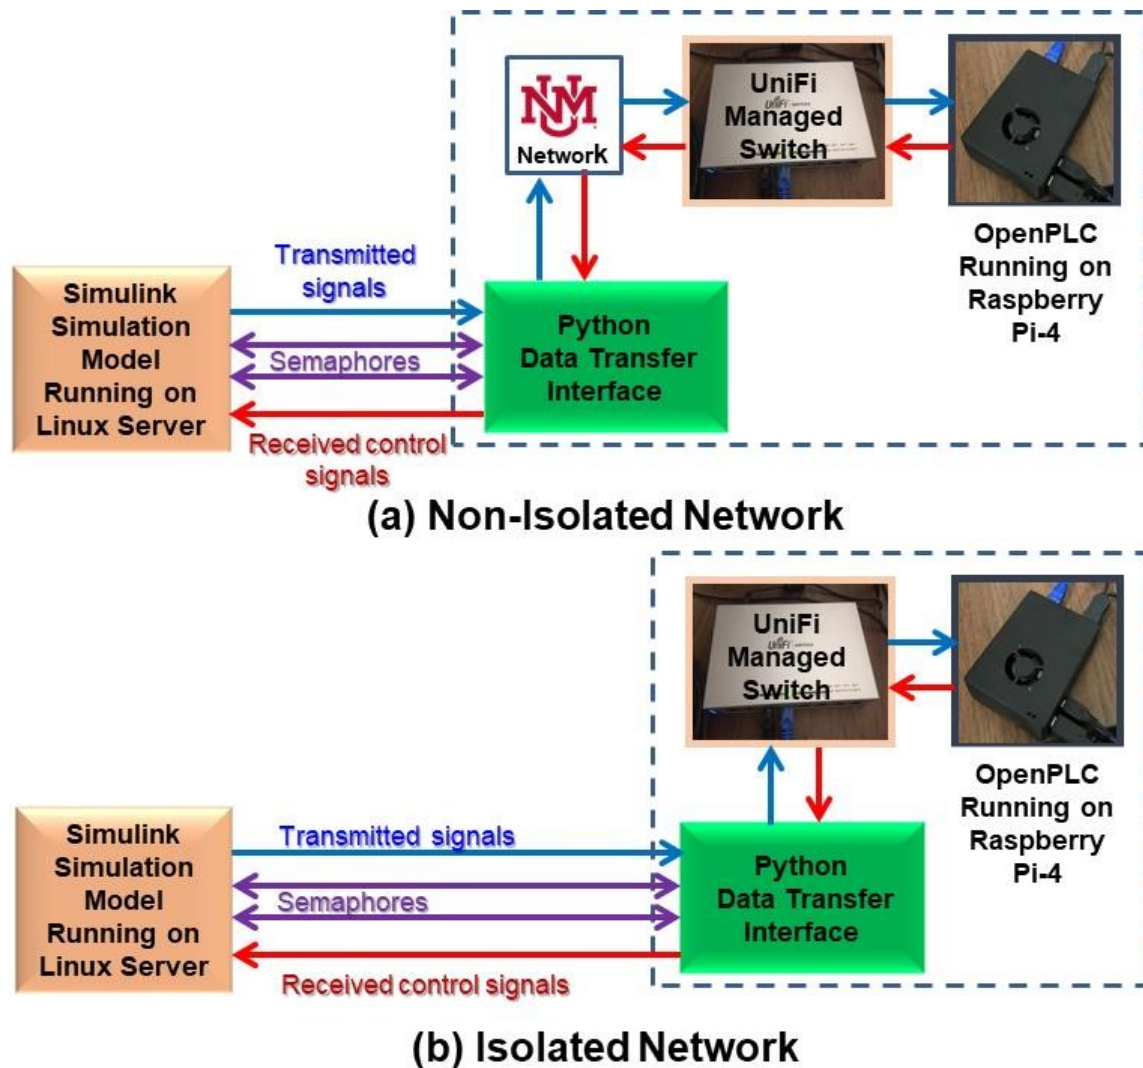 UNM
Network
UniFi
Managed
Switch
UniFi
OpenPLC
Running on
Raspberry
Pi-4
Transmitted
signals
Simulink
Simulation
Model
Running on
Linux Server
Semaphores
Received control
signals
Python
Data Transfer
Interface
(a) Non-Isolated Network
UniFi
Managed
Switch
UniFi
OpenPLC
Running on
Raspberry
Pi-4
Simulink
Simulation
Model
Running on
Linux Server
Transmitted signals
Semaphores
Received control signals
Python
Data Transfer
Interface
(b) Isolated Network